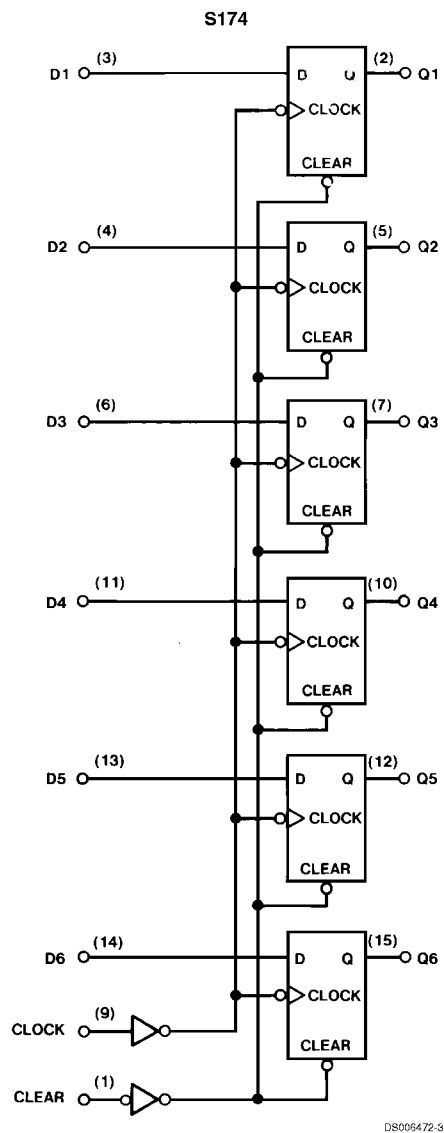 S174
D1 (3) D Q (2) Q1
CLOCK
CLEAR
D2 (4) D Q (5) Q2
CLOCK
CLEAR
D3 (6) D Q (7) Q3
CLOCK
CLEAR
D4 (11) D Q (10) Q4
CLOCK
CLEAR
D5 (13) D Q (12) Q5
CLOCK
CLEAR
D6 (14) D Q (15) Q6
CLOCK
CLOCK (9)
CLEAR
CLEAR (1)
DS006472-3